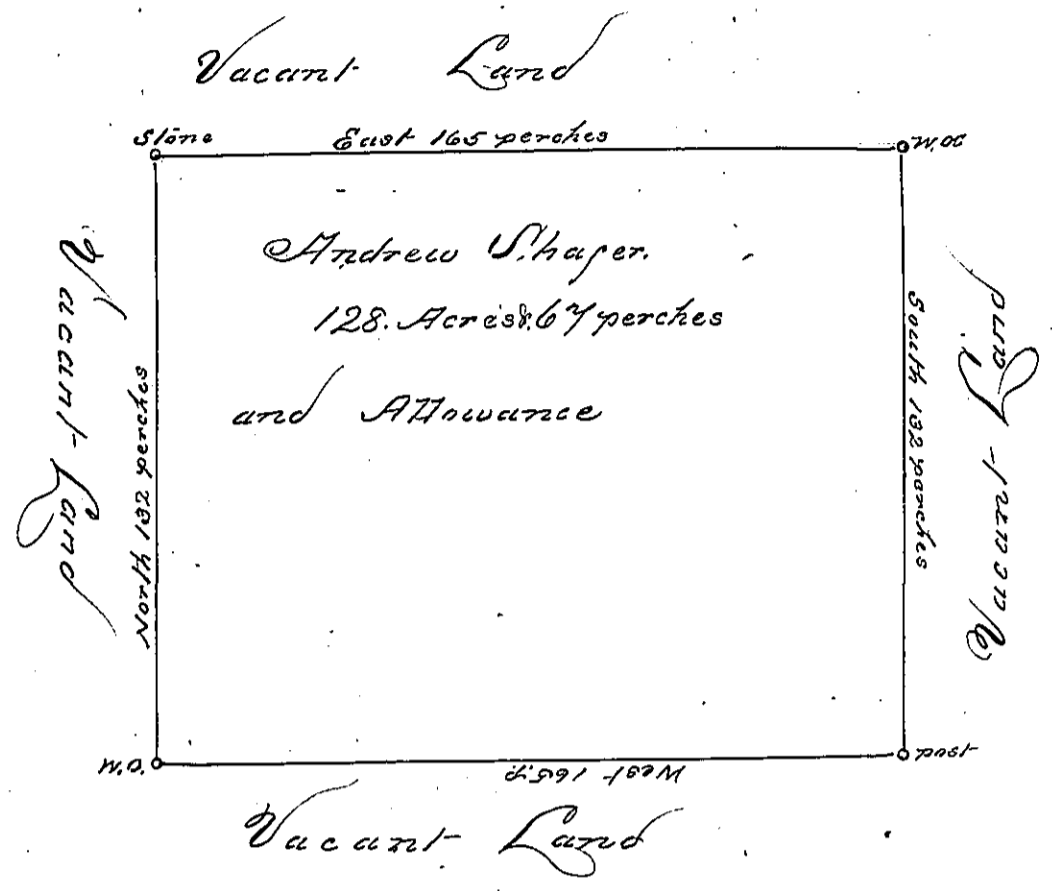 Vacant Land
Stone
East 165 perches
W.oa
Andrew Shafer.
128. Acres & 67 perches
and Allowance
Vacant Land
North 132 perches
South 132 perches
Vacant Land
W.O.
West 165.p
Post
Vacant Land